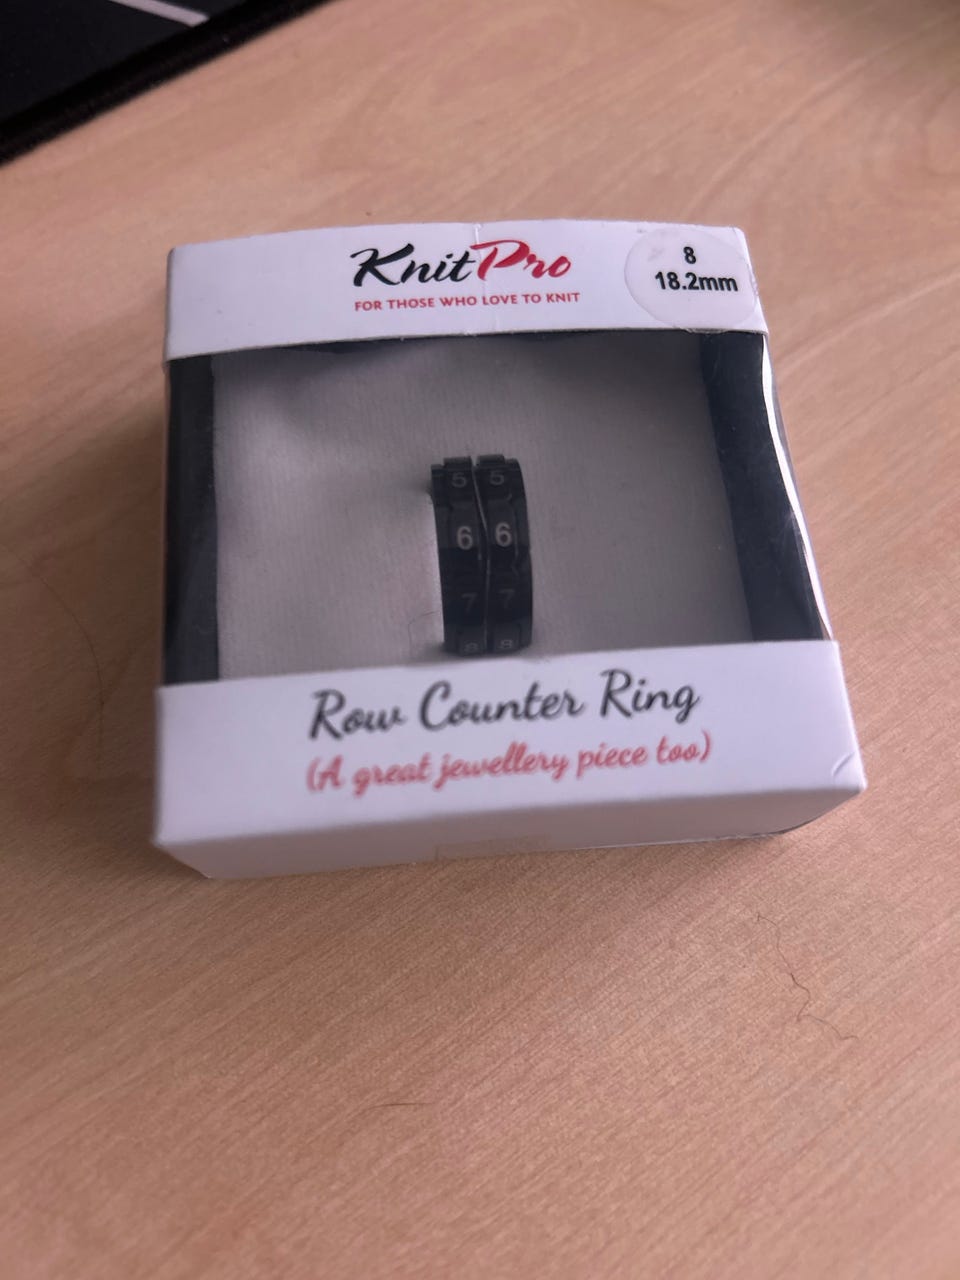 KnitPro
FOR THOSE WHO LOVE TO KNIT
8
18.2mm
5 5
6 6
7 7
8 8
Row Counter Ring
(A great jewellery piece too)